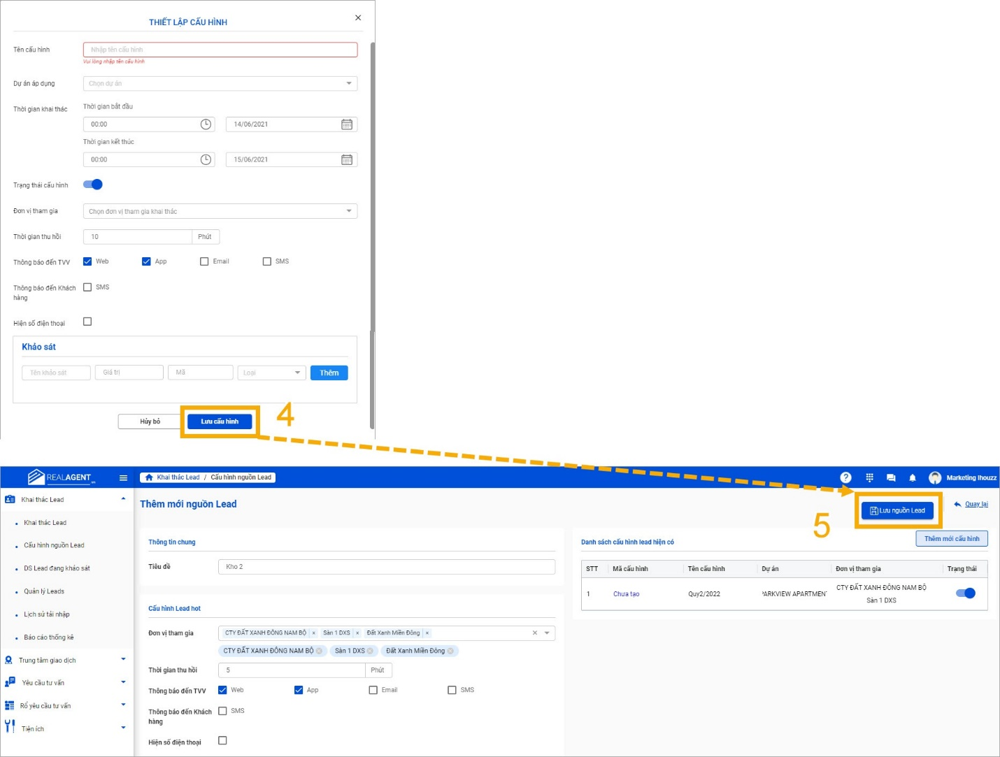 THIẾT LẬP CẤU HÌNH
Tên cấu hình
Nhập tên cấu hình
Vui lòng nhập tên cấu hình
Dự án áp dụng
Chọn dự án
Thời gian khai thác
Thời gian bắt đầu
00:00
14/06/2021
Thời gian kết thúc
00:00
15/06/2021
Trạng thái cấu hình
Đơn vị tham gia
Chọn đơn vị tham gia khai thác
Thời gian thu hồi
10
Phút
Thông báo đến TVV
Web
App
Email
SMS
Thông báo đến Khách
hàng
SMS
Hiện số điện thoại
Khảo sát
Tên khảo sát
Giá trị
Mã
Loại
Thêm
Hủy bỏ
Lưu cấu hình
4
REALAGENT
Khai thác Lead / Cấu hình nguồn Lead
?
Marketing Ihouzz
Khai thác Lead
Khai thác Lead
Cấu hình nguồn Lead
DS Lead đang khảo sát
Quản lý Leads
Lịch sử tải nhập
Báo cáo thống kê
Trung tâm giao dịch
Yêu cầu tư vấn
Rổ yêu cầu tư vấn
Tiện ích
Thêm mới nguồn Lead
5
Lưu nguồn Lead
Quay lại
Thông tin chung
Tiêu đề
Kho 2
Cấu hình Lead hot
Đơn vị tham gia
CTY ĐẤT XANH ĐÔNG NAM BỘ × Sàn 1 DXS × Đất Xanh Miền Đông ×
CTY ĐẤT XANH ĐÔNG NAM BỘ Sàn 1 DXS Đất Xanh Miền Đông
Thời gian thu hồi
5
Phút
Thông báo đến TVV
Web
App
Email
SMS
Thông báo đến Khách
hàng
SMS
Hiện số điện thoại
Danh sách cấu hình lead hiện có
Thêm mới cấu hình
STT Mã cấu hình Tên cấu hình Dự án Đơn vị tham gia Trạng thái
1 Chưa tạo Quy2/2022 ARKVIEW APARTMEN CTY ĐẤT XANH ĐÔNG NAM BỘ
Sàn 1 DXS